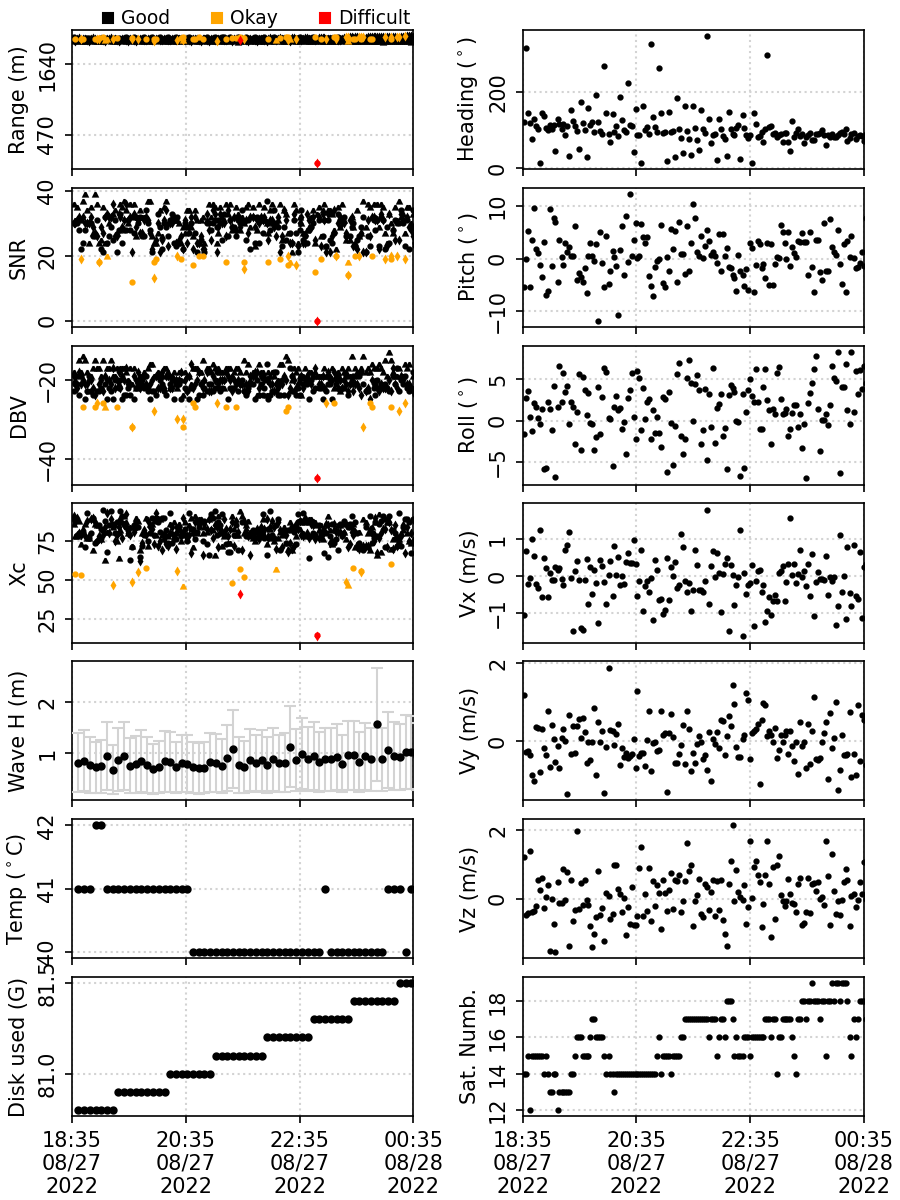 Good Okay Difficult
Range (m)
1640
470
Heading (°)
200
0
SNR
40
20
0
Pitch (°)
10
0
−10
DBV
−20
−40
Roll (°)
5
0
−5
Xc
75
50
25
Vx (m/s)
1
0
−1
Wave H (m)
2
1
Vy (m/s)
2
0
Temp (°C)
42
41
40
Vz (m/s)
2
0
Disk used (G)
81.5
81.0
Sat. Numb.
18
16
14
12
18:35 20:35 22:35 00:35
08/27 08/27 08/27 08/28
2022 2022 2022 2022
18:35 20:35 22:35 00:35
08/27 08/27 08/27 08/28
2022 2022 2022 2022